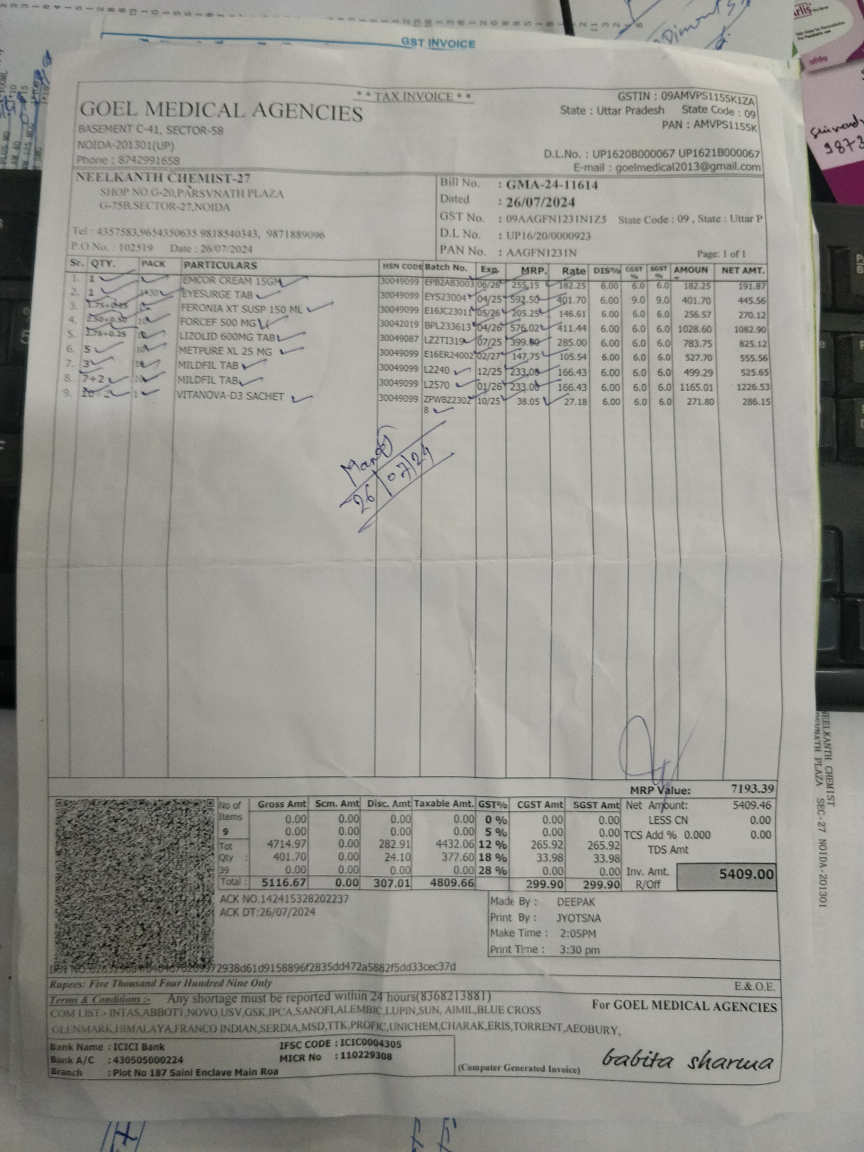 GST INVOICE
* * TAX INVOICE * *
GOEL MEDICAL AGENCIES
BASEMENT C-41, SECTOR-58
NOIDA-201301(UP)
Phone : 8742991658
GSTIN : 09AMVPS1155K1ZA
State : Uttar Pradesh State Code : 09
PAN : AMVPS1155K
D.L.No. : UP1620B000067 UP1621B000067
E-mail : goelmedical2013@gmail.com
NEELKANTH CHEMIST-27
SHOP NO.G-20,PARSVNATH PLAZA
G-75B,SECTOR-27,NOIDA
Tel : 4357583,9654350635 9818540343, 9871889096
P.O No. : 102519 Date : 26/07/2024
Bill No. : GMA-24-11614
Dated : 26/07/2024
GST No. : 09AAGFN1231N1Z5 State Code : 09 , State : Uttar P
D.L No. : UP16/20/0000923
PAN No. : AAGFN1231N
Page: 1 of 1
Sr. QTY. PACK PARTICULARS HSN CODE Batch No. Exp. MRP. Rate DIS% CGST % SGST % AMOUN NET AMT.
1. 1 EMCOR CREAM 15GM 30049099 EPB2AB3003 06/26 255.15 182.25 6.00 6.0 6.0 182.25 191.87
2. 1 EYESURGE TAB 30049099 EYS23004 04/25 592.50 401.70 6.00 9.0 9.0 401.70 445.56
3. 1.75+0.25 FERONIA XT SUSP 150 ML 30049099 E16JC23011 05/26 205.25 146.61 6.00 6.0 6.0 256.57 270.12
4. 2.50+0.50 FORCEF 500 MG 30042019 BPL233613 04/26 576.02 411.44 6.00 6.0 6.0 1028.60 1082.90
5. 2.75+0.25 LIZOLID 600MG TAB 30049087 LZ2TI319 07/25 399.00 285.00 6.00 6.0 6.0 783.75 825.12
6. 5 METPURE XL 25 MG 30049099 E16ER24002 02/27 147.75 105.54 6.00 6.0 6.0 527.70 555.56
7. 3 MILDFIL TAB 30049099 L2240 12/25 233.00 166.43 6.00 6.0 6.0 499.29 525.65
8. 7+2 MILDFIL TAB 30049099 L2570 01/26 233.00 166.43 6.00 6.0 6.0 1165.01 1226.53
9. 10+2 1 VITANOVA-D3 SACHET 30049099 ZPWBZ2302 10/25 38.05 27.18 6.00 6.0 6.0 271.80 286.15
8
26/07/24
MRP Value: 7193.39
No of Items 9 Gross Amt Scm. Amt Disc. Amt Taxable Amt. GST% CGST Amt SGST Amt Net Amount: 5409.46
0.00 0.00 0.00 0.00 0 % 0.00 0.00 LESS CN 0.00
0.00 0.00 0.00 0.00 5 % 0.00 0.00 TCS Add % 0.000 0.00
Tot 4714.97 0.00 282.91 4432.06 12 % 265.92 265.92 TDS Amt
Qty : 401.70 0.00 24.10 377.60 18 % 33.98 33.98
39 0.00 0.00 0.00 0.00 28 % 0.00 0.00 Inv. Amt. 5409.00
Total : 5116.67 0.00 307.01 4809.66 299.90 299.90 R/Off
ACK NO.142415328202237
ACK DT:26/07/2024
Made By : DEEPAK
Print By : JYOTSNA
Make Time : 2:05PM
Print Time : 3:30 pm
Rupees: Five Thousand Four Hundred Nine Only
E.& O.E.
Terms & Conditions :- Any shortage must be reported within 24 hours(8368213881)
COM LIST:- INTAS,ABBOTT,NOVO,USV,GSK,IPCA,SANOFI,ALEMBIC,LUPIN,SUN, AIMIL,BLUE CROSS
GLENMARK,HIMALAYA,FRANCO INDIAN,SERDIA,MSD,TTK,PROFIC,UNICHEM,CHARAK,ERIS,TORRENT,AEOBURY,
For GOEL MEDICAL AGENCIES
Bank Name : ICICI Bank IFSC CODE : ICIC0004305
Bank A/C : 430505000224 MICR No : 110229308
Branch : Plot No 187 Saini Enclave Main Roa
(Computer Generated Invoice)
babita sharma
NEELKANTH CHEMIST
PLAZA SEC-27 NOIDA-201301